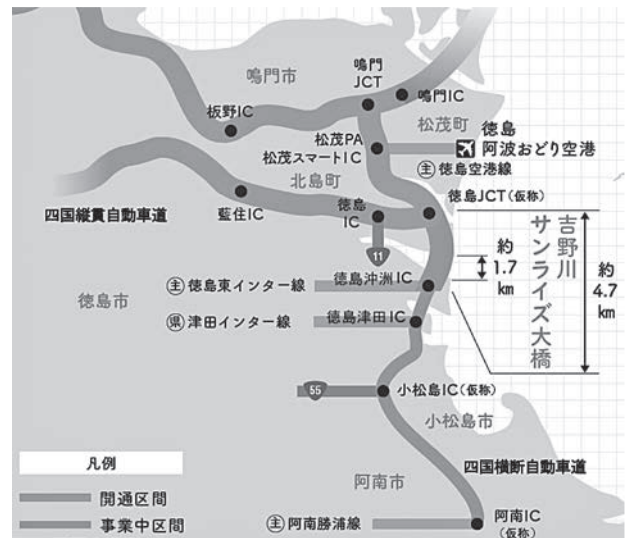 鳴門市
鳴門
JCT
鳴門IC
板野IC
松茂町
松茂PA
松茂スマートIC
徳島
阿波おどり空港
主 徳島空港線
北島町
四国縦貫自動車道
藍住IC
徳島
IC
徳島JCT(仮称)
11
吉野川
サンライズ大橋
約
1.7
km
約
4.7
km
徳島市
主 徳島東インター線
徳島沖洲IC
県 津田インター線
徳島津田IC
55
小松島IC(仮称)
小松島市
凡例
開通区間
事業中区間
阿南市
四国横断自動車道
主 阿南勝浦線
阿南IC
(仮称)